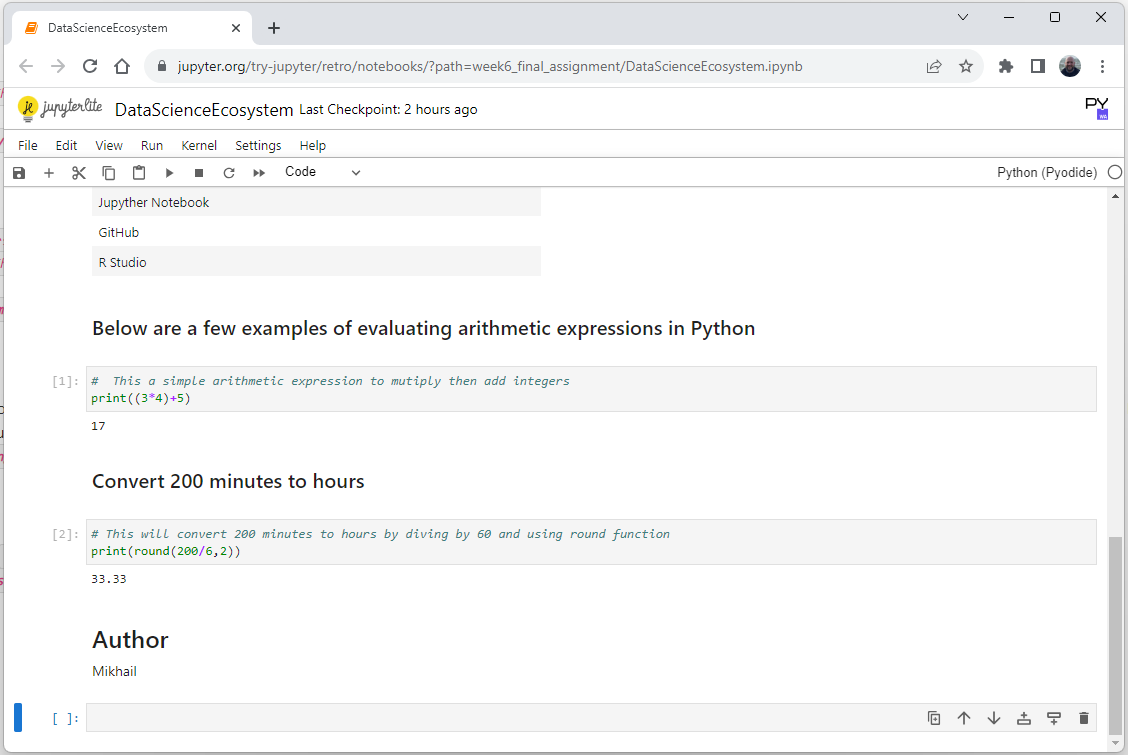 DataScienceEcosystem
jupyter.org/try-jupyter/retro/notebooks/?path=week6_final_assignment/DataScienceEcosystem.ipynb
jupyterlite DataScienceEcosystem Last Checkpoint: 2 hours ago
PY
WA
File Edit View Run Kernel Settings Help
Code
Python (Pyodide)
Jupyther Notebook
GitHub
R Studio
Below are a few examples of evaluating arithmetic expressions in Python
[1]: #  This a simple arithmetic expression to mutiply then add integers
print((3*4)+5)
17
Convert 200 minutes to hours
[2]: # This will convert 200 minutes to hours by diving by 60 and using round function
print(round(200/6,2))
33.33
Author
Mikhail
[ ]: